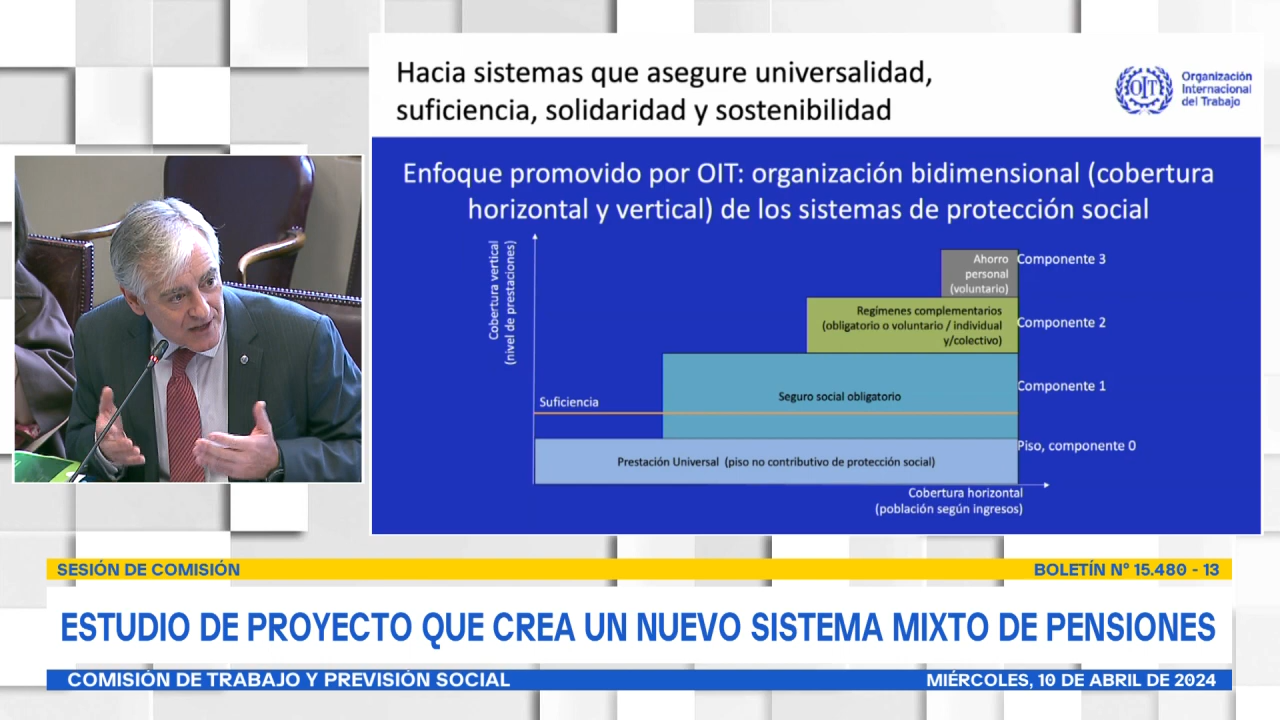 Hacia sistemas que asegure universalidad,
suficiencia, solidaridad y sostenibilidad
OIT
Organización
Internacional
del Trabajo
Enfoque promovido por OIT: organización bidimensional (cobertura
horizontal y vertical) de los sistemas de protección social
Cobertura vertical
(nivel de prestaciones)
Ahorro
personal
(voluntario)
Componente 3
Regímenes complementarios
(obligatorio o voluntario / individual
y/colectivo)
Componente 2
Seguro social obligatorio
Componente 1
Suficiencia
Prestación Universal (piso no contributivo de protección social)
Piso, componente 0
Cobertura horizontal
(población según ingresos)
SESIÓN DE COMISIÓN
BOLETÍN N° 15.480 - 13
ESTUDIO DE PROYECTO QUE CREA UN NUEVO SISTEMA MIXTO DE PENSIONES
COMISIÓN DE TRABAJO Y PREVISIÓN SOCIAL
MIÉRCOLES, 10 DE ABRIL DE 2024